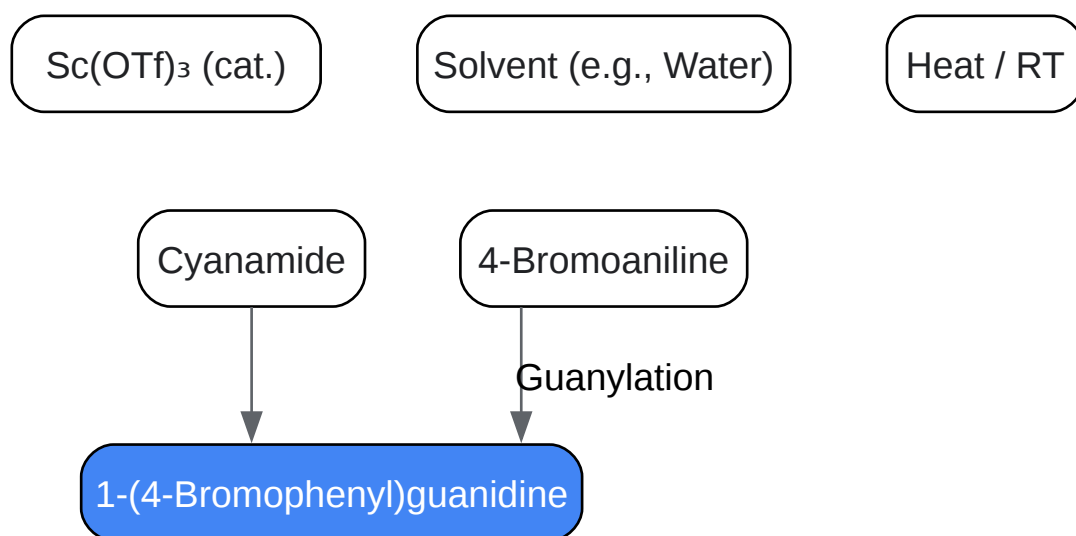 Sc(OTf)₃ (cat.)
Solvent (e.g., Water)
Heat / RT
Cyanamide
4-Bromoaniline
Guanylation
1-(4-Bromophenyl)guanidine